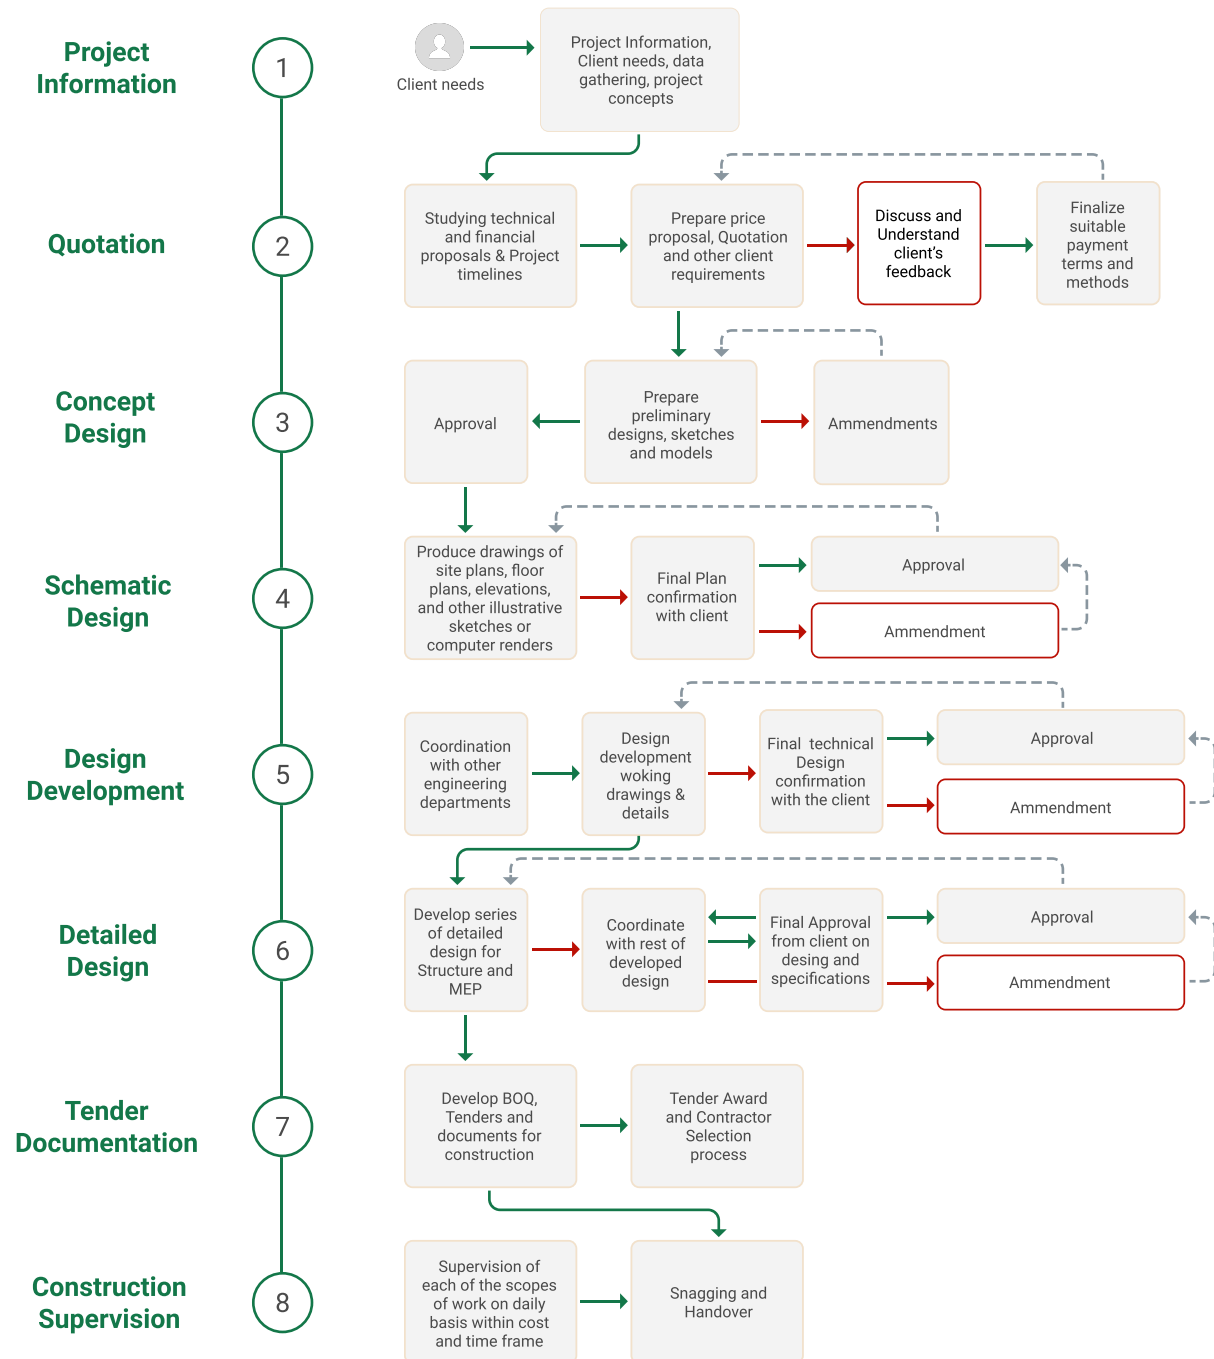 Project
Information
1
Client needs
Project Information,
Client needs, data
gathering, project
concepts
Quotation
2
Studying technical
and financial
proposals & Project
timelines
Prepare price
proposal, Quotation
and other client
requirements
Discuss and
Understand
client's
feedback
Finalize
suitable
payment
terms and
methods
Concept
Design
3
Approval
Prepare
preliminary
designs, sketches
and models
Ammendments
Schematic
Design
4
Produce drawings of
site plans, floor
plans, elevations,
and other illustrative
sketches or
computer renders
Final Plan
confirmation
with client
Approval
Ammendment
Design
Development
5
Coordination
with other
engineering
departments
Design
development
woking
drawings &
details
Final technical
Design
confirmation
with the client
Approval
Ammendment
Detailed
Design
6
Develop series
of detailed
design for
Structure and
MEP
Coordinate
with rest of
developed
design
Final Approval
from client on
desing and
specifications
Approval
Ammendment
Tender
Documentation
7
Develop BOQ,
Tenders and
documents for
construction
Tender Award
and Contractor
Selection
process
Construction
Supervision
8
Supervision of
each of the scopes
of work on daily
basis within cost
and time frame
Snagging and
Handover